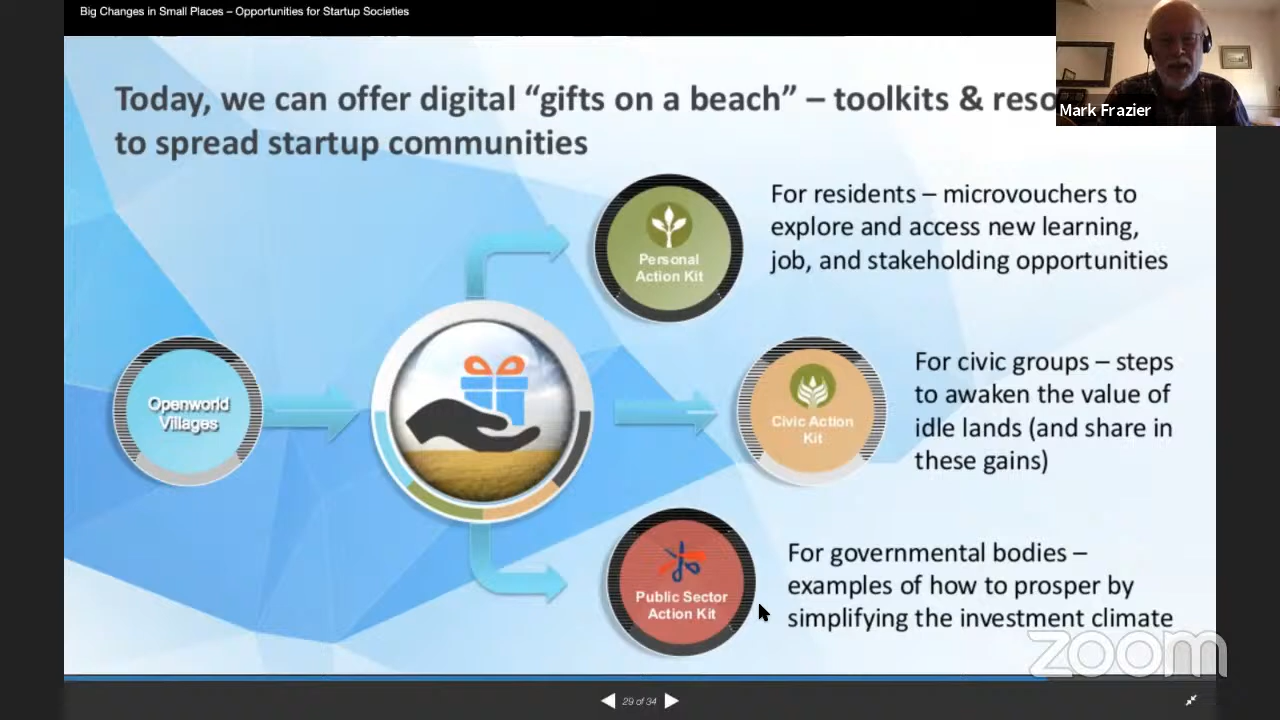 Big Changes in Small Places – Opportunities for Startup Societies
Today, we can offer digital “gifts on a beach” – toolkits &
to spread startup communities
Mark Frazier
For residents – microvouchers to
explore and access new learning,
job, and stakeholding opportunities
Personal
Action Kit
Openworld
Villages
For civic groups – steps
to awaken the value of
idle lands (and share in
these gains)
Civic Action
Kit
For governmental bodies –
examples of how to prosper by
simplifying the investment climate
Public Sector
Action Kit
zoom
29 of 34